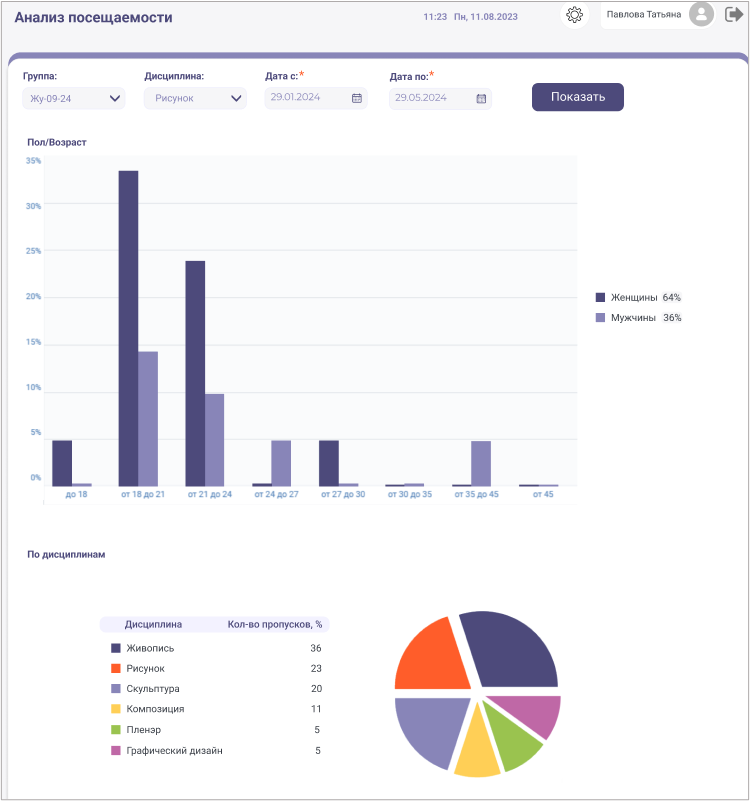 Анализ посещаемости
11:23 Пн, 11.08.2023
Павлова Татьяна
Группа:
Дисциплина:
Дата с:*
Дата по:*
Жу-09-24
Рисунок
29.01.2024
29.05.2024
Показать
Пол/Возраст
35%
30%
25%
20%
15%
10%
5%
0%
до 18
от 18 до 21
от 21 до 24
от 24 до 27
от 27 до 30
от 30 до 35
от 35 до 45
от 45
Женщины 64%
Мужчины 36%
По дисциплинам
Дисциплина Кол-во пропусков, %
Живопись 36
Рисунок 23
Скульптура 20
Композиция 11
Пленэр 5
Графический дизайн 5